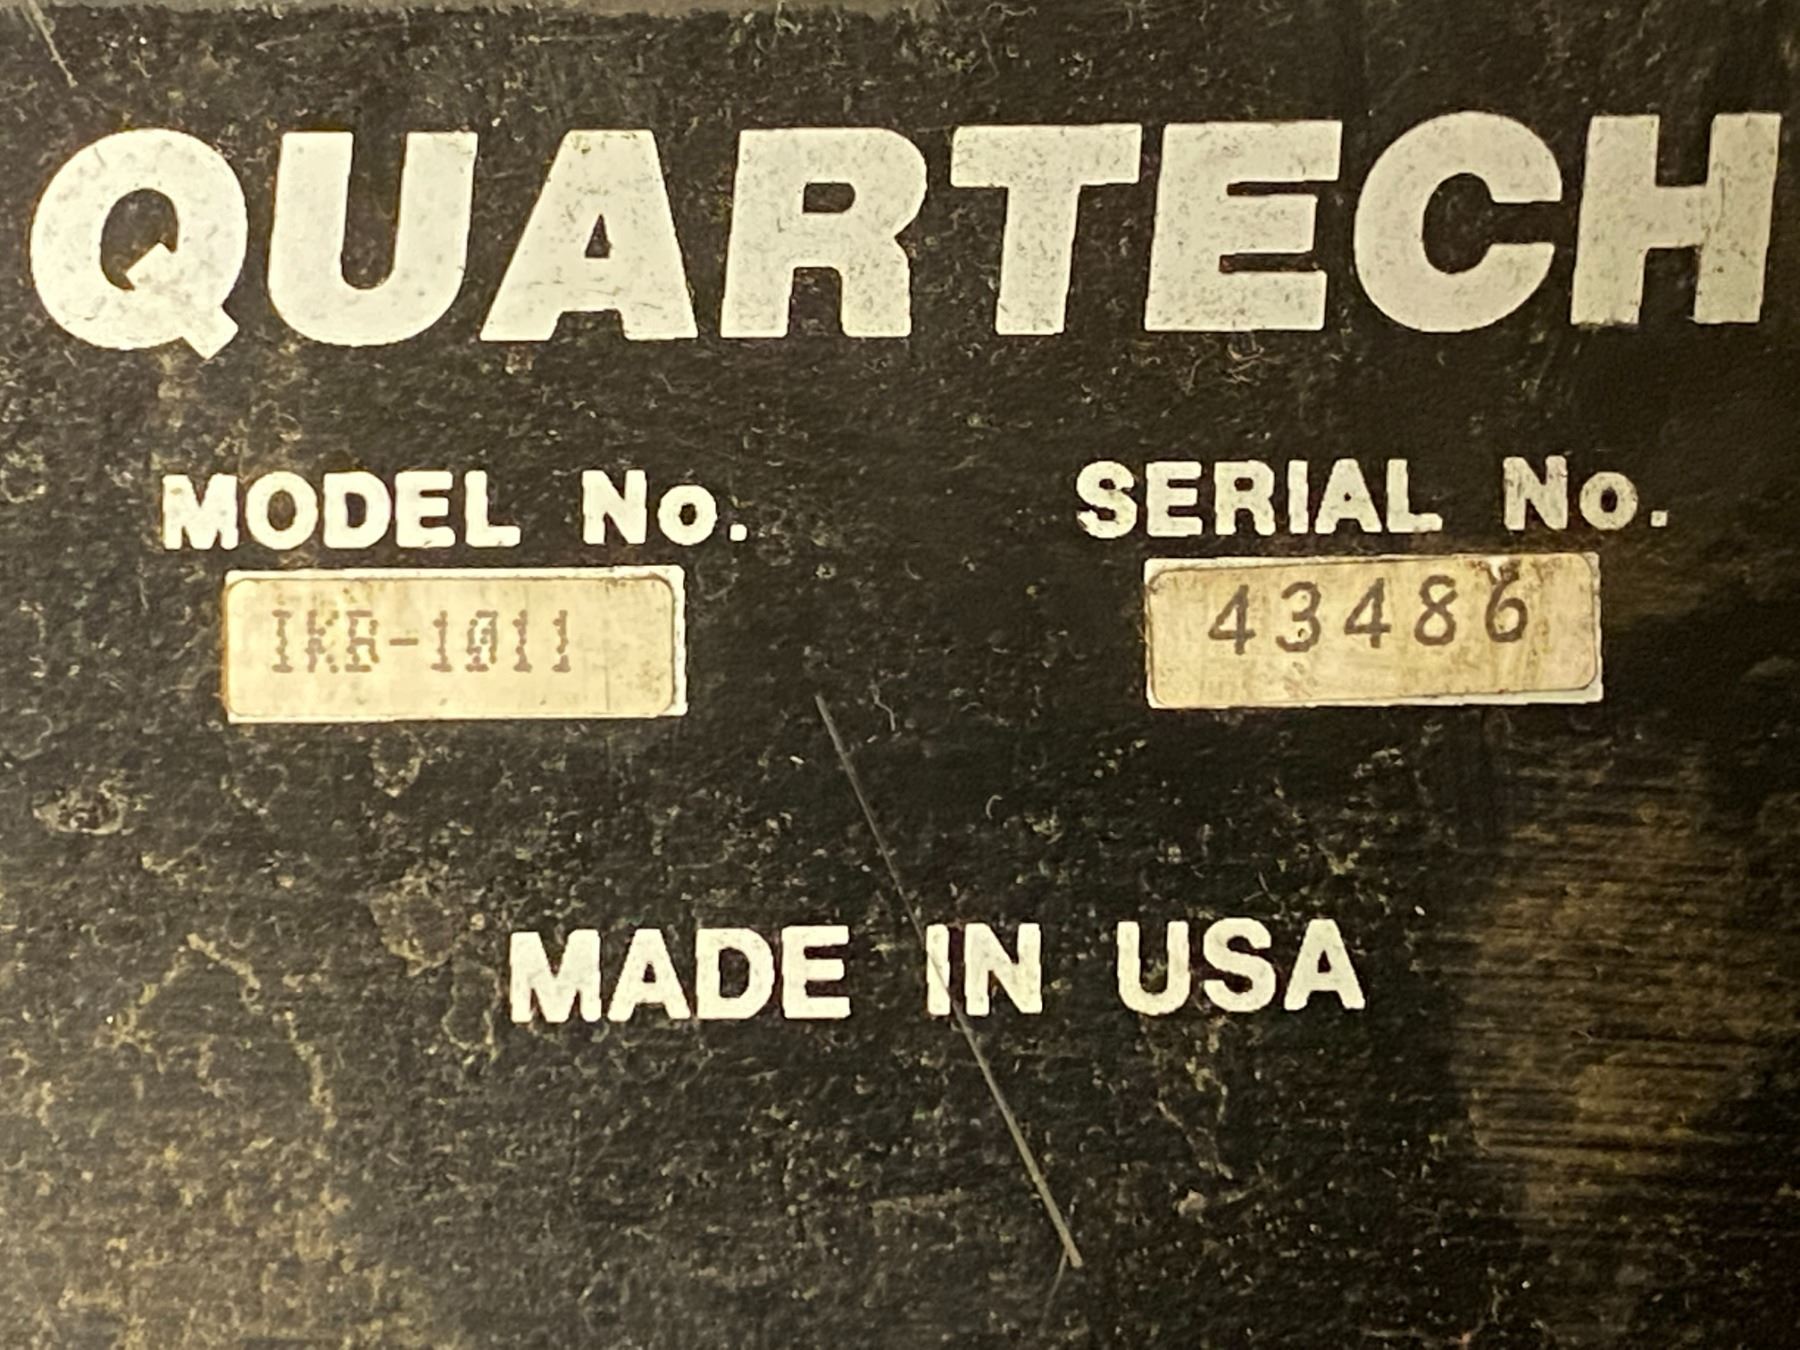 QUARTECH
MODEL No. SERIAL No.
IKB-1011 43486
MADE IN USA